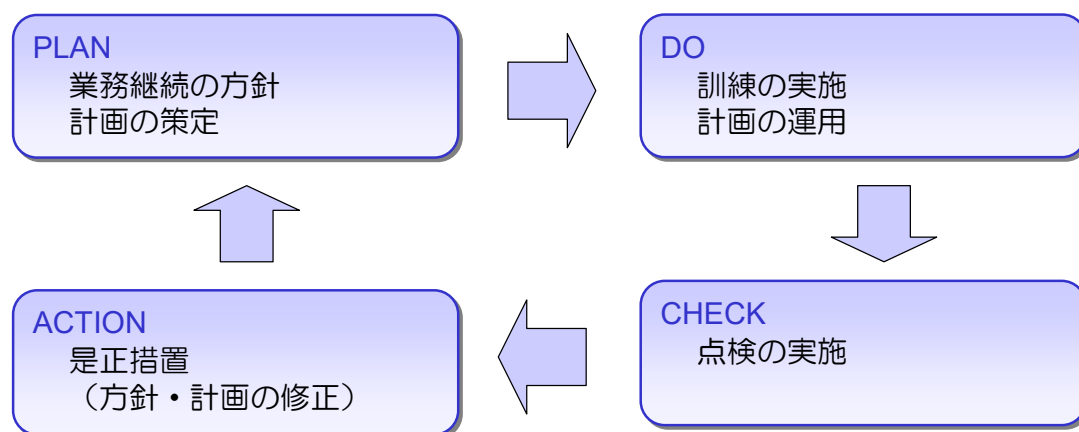 PLAN
業務継続の方針
計画の策定
DO
訓練の実施
計画の運用
CHECK
点検の実施
ACTION
是正措置
（方針・計画の修正）